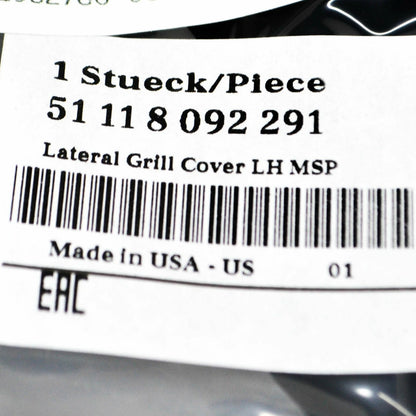 1 Stueck/Piece
51 11 8 092 291
Lateral Grill Cover LH MSP
Made in USA - US 01
EAC